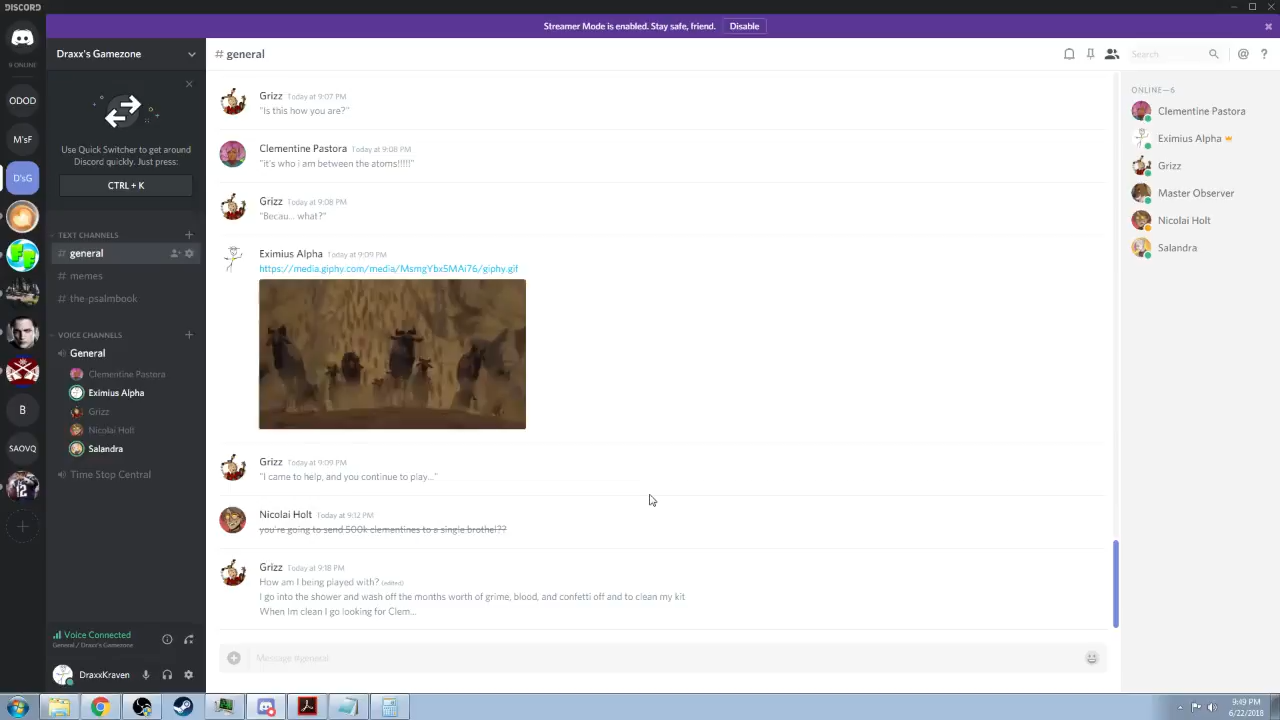 DISCORD
Streamer Mode is enabled. Stay safe, friend. Disable
9 ONLINE
DOD
M'F
D'sG
B
SAOVQ
Draxx's Gamezone
Use Quick Switcher to get around
Discord quickly. Just press:
CTRL + K
TEXT CHANNELS
# general
# memes
# the-psalmbook
VOICE CHANNELS
General
Clementine Pastora
Eximius Alpha
Grizz
Nicolai Holt
Salandra
Time Stop Central
Voice Connected
General / Draxx's Gamezone
DraxxKraven
# general
Search
@ ?
Grizz Today at 9:07 PM
"Is this how you are?"
Clementine Pastora Today at 9:08 PM
"it's who i am between the atoms!!!!!"
Grizz Today at 9:08 PM
"Becau... what?"
Eximius Alpha Today at 9:09 PM
https://media.giphy.com/media/MsmgYbx5MAi76/giphy.gif
Grizz Today at 9:09 PM
"I came to help, and you continue to play..."
Nicolai Holt Today at 9:12 PM
you're going to send 500k clementines to a single brothel??
Grizz Today at 9:18 PM
How am I being played with? (edited)
I go into the shower and wash off the months worth of grime, blood, and confetti off and to clean my kit
When Im clean I go looking for Clem...
Message #general
ONLINE—6
Clementine Pastora
Eximius Alpha
Grizz
Master Observer
Nicolai Holt
Salandra
9:49 PM
6/22/2018